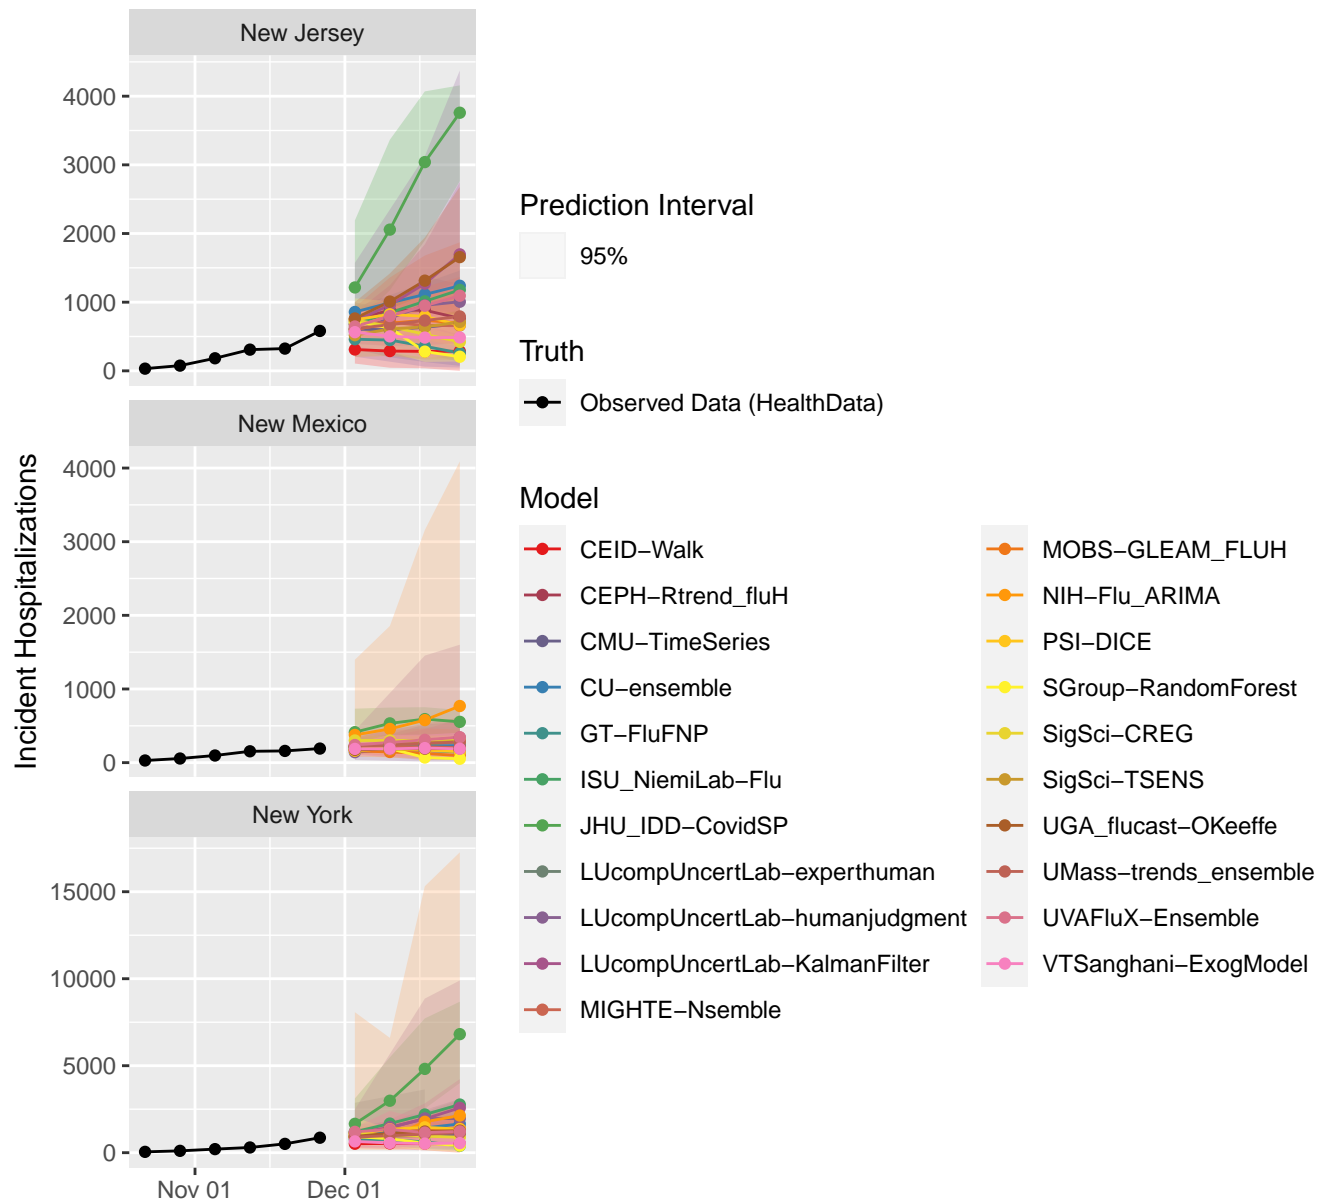 New Jersey
4000
3000
2000
1000
0
New Mexico
4000
3000
2000
1000
0
New York
15000
10000
5000
0
Nov 01
Dec 01
Incident Hospitalizations
Prediction Interval
95%
Truth
Observed Data (HealthData)
Model
CEID−Walk
CEPH−Rtrend_fluH
CMU−TimeSeries
CU−ensemble
GT−FluFNP
ISU_NiemiLab−Flu
JHU_IDD−CovidSP
LUcompUncertLab−experthuman
LUcompUncertLab−humanjudgment
LUcompUncertLab−KalmanFilter
MIGHTE−Nsemble
MOBS−GLEAM_FLUH
NIH−Flu_ARIMA
PSI−DICE
SGroup−RandomForest
SigSci−CREG
SigSci−TSENS
UGA_flucast−OKeeffe
UMass−trends_ensemble
UVAFluX−Ensemble
VTSanghani−ExogModel